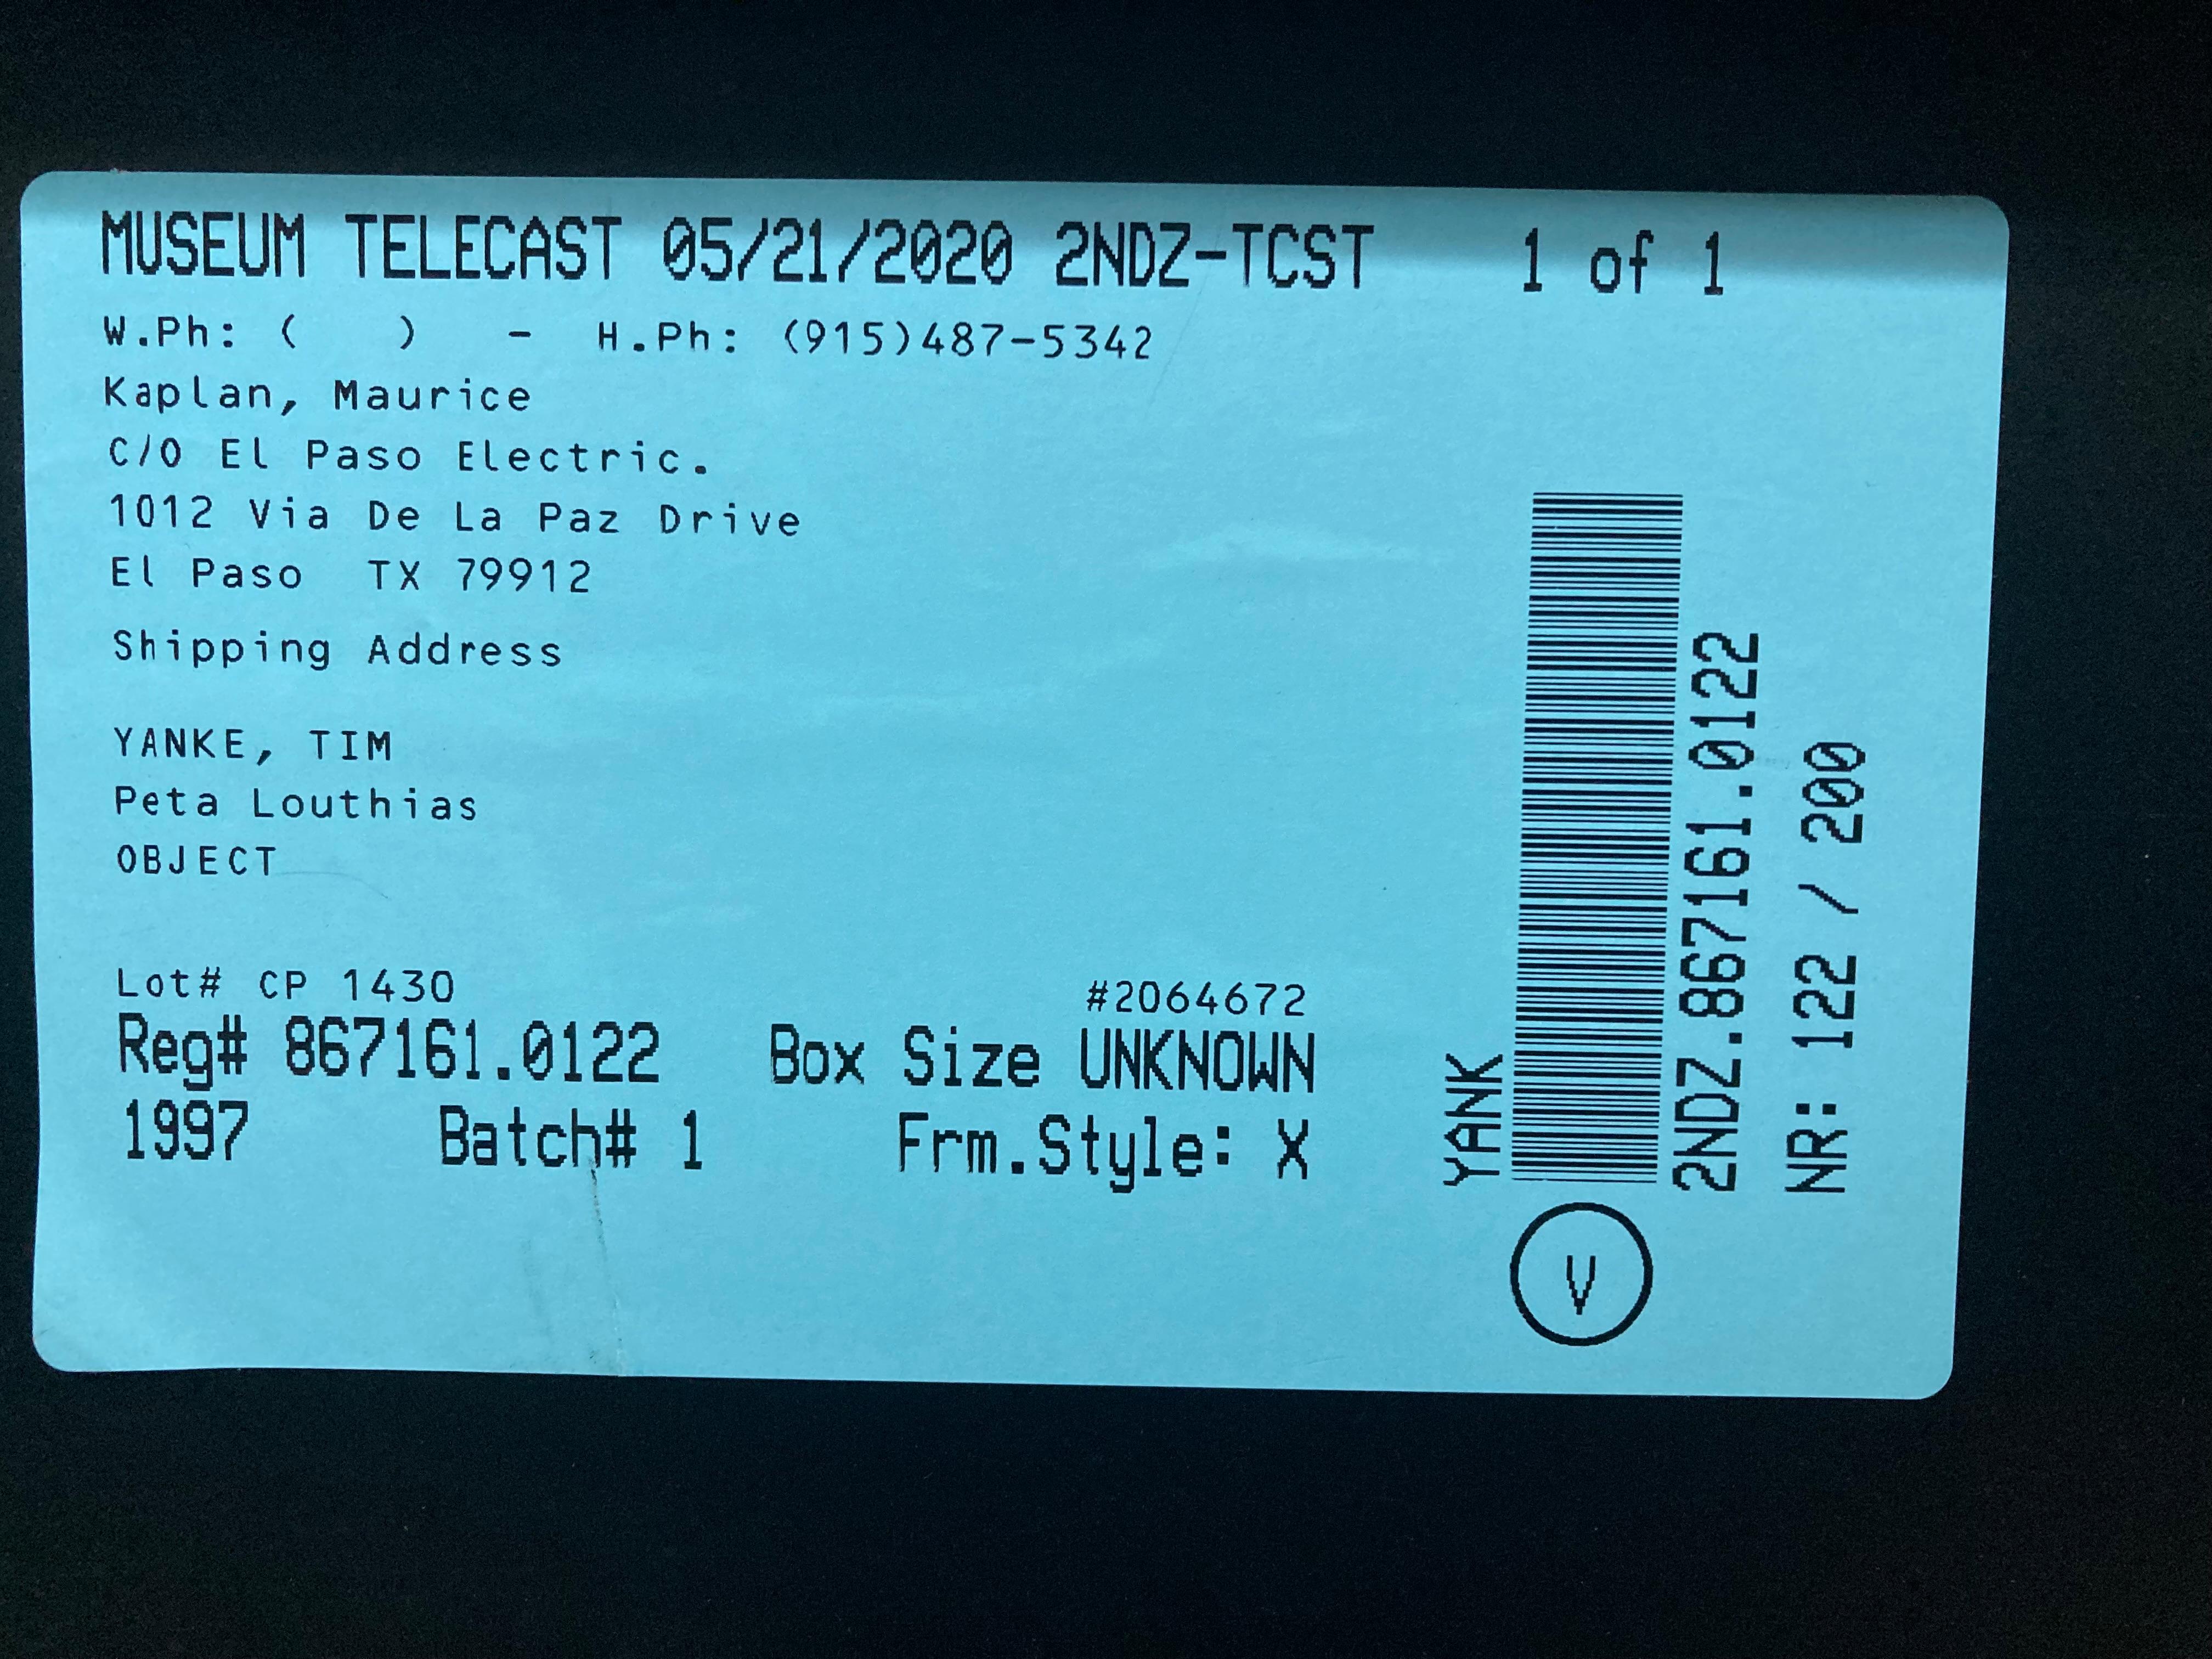 MUSEUM TELECAST 05/21/2020 2NDZ-TCST 1 of 1
W.Ph: (   )   -   H.Ph: (915)487-5342
Kaplan, Maurice
C/O El Paso Electric.
1012 Via De La Paz Drive
El Paso  TX 79912
Shipping Address
YANKE, TIM
Peta Louthias
OBJECT
Lot# CP 1430 #2064672
Reg# 867161.0122 Box Size UNKNOWN
1997 Batch# 1 Frm.Style: X
YANK
2NDZ.867161.0122
NR: 122 / 200
V